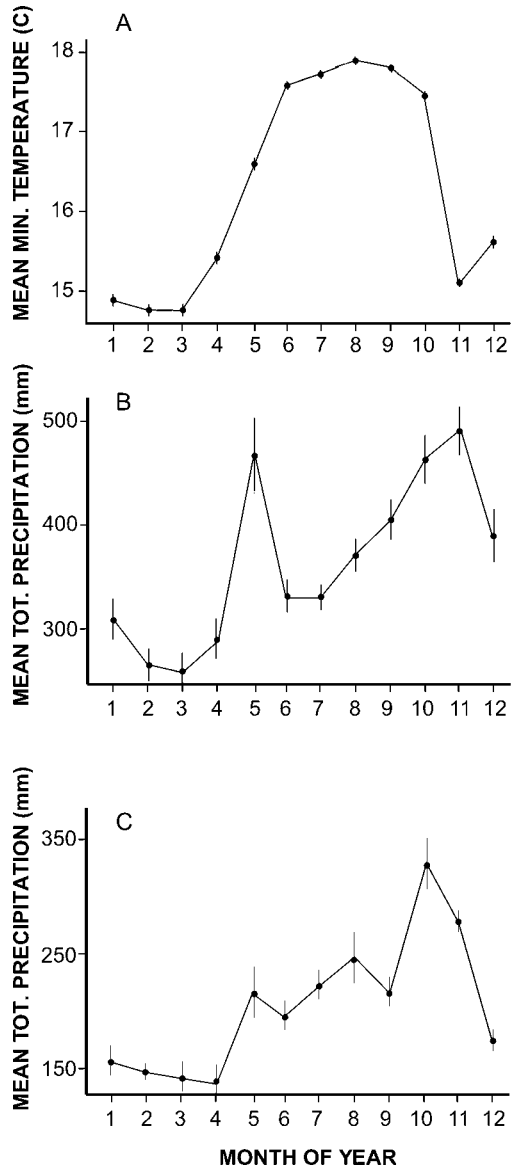 A
MEAN MIN. TEMPERATURE (C)
18
17
16
15
1 2 3 4 5 6 7 8 9 10 11 12
B
MEAN TOT. PRECIPITATION (mm)
500
400
300
1 2 3 4 5 6 7 8 9 10 11 12
C
MEAN TOT. PRECIPITATION (mm)
350
250
150
1 2 3 4 5 6 7 8 9 10 11 12
MONTH OF YEAR